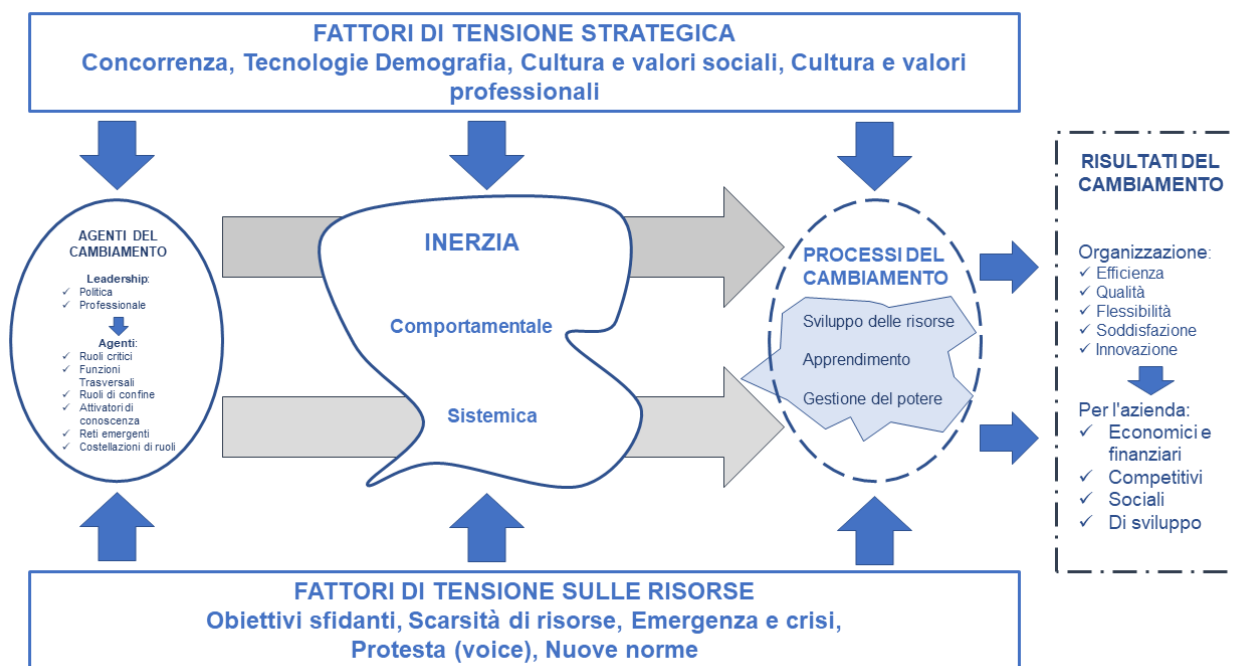 FATTORI DI TENSIONE STRATEGICA
Concorrenza, Tecnologie Demografia, Cultura e valori sociali, Cultura e valori
professionali
AGENTI DEL
CAMBIAMENTO
Leadership:
✓ Politica
✓ Professionale
Agenti:
✓ Ruoli critici
✓ Funzioni
Trasversali
✓ Ruoli di confine
✓ Attivatori di
conoscenza
✓ Reti emergenti
✓ Costellazioni di ruoli
INERZIA
Comportamentale
Sistemica
PROCESSI DEL
CAMBIAMENTO
Sviluppo delle risorse
Apprendimento
Gestione del potere
RISULTATI DEL
CAMBIAMENTO
Organizzazione:
✓ Efficienza
✓ Qualità
✓ Flessibilità
✓ Soddisfazione
✓ Innovazione
Per l'azienda:
✓ Economici e
finanziari
✓ Competitivi
✓ Sociali
✓ Di sviluppo
FATTORI DI TENSIONE SULLE RISORSE
Obiettivi sfidanti, Scarsità di risorse, Emergenza e crisi,
Protesta (voice), Nuove norme